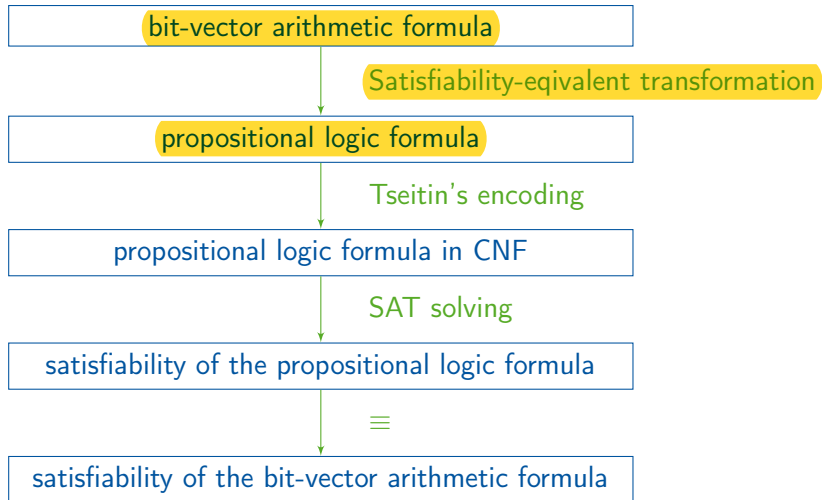 bit-vector arithmetic formula
Satisfiability-eqivalent transformation
propositional logic formula
Tseitin's encoding
propositional logic formula in CNF
SAT solving
satisfiability of the propositional logic formula
≡
satisfiability of the bit-vector arithmetic formula